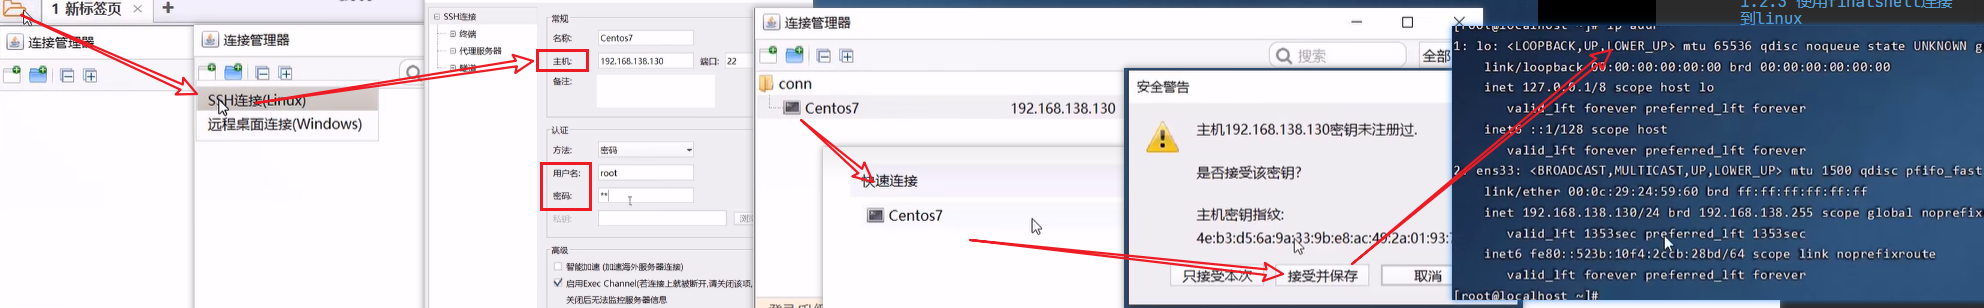 1 新标签页
连接管理器
连接管理器
SSH连接(Linux)
远程桌面连接(Windows)
SSH连接
终端
代理服务器
隧道
常规
名称:
Centos7
主机:
192.168.138.130
端口:
22
备注:
认证
方法:
密码
用户名:
root
密码:
**
私钥:
高级
智能加速 (加速海外服务器连接)
启用Exec Channel(若连接上就被断开,请关闭该项,
关闭后无法监控服务器信息
连接管理器
搜索
全部
conn
Centos7
192.168.138.130
快速连接
Centos7
安全警告
主机192.168.138.130密钥未注册过.
是否接受该密钥?
主机密钥指纹:
4e:b3:d5:6a:9a:33:9b:e8:ac:49:2a:01:93:
只接受本次
接受并保存
取消
1.2.3 使用finalshell连接
到linux
[root@localhost ~]# ip addr
1: lo: <LOOPBACK,UP,LOWER_UP> mtu 65536 qdisc noqueue state UNKNOWN g
link/loopback 00:00:00:00:00:00 brd 00:00:00:00:00:00
inet 127.0.0.1/8 scope host lo
valid_lft forever preferred_lft forever
inet6 ::1/128 scope host
valid_lft forever preferred_lft forever
2: ens33: <BROADCAST,MULTICAST,UP,LOWER_UP> mtu 1500 qdisc pfifo_fast
link/ether 00:0c:29:24:59:60 brd ff:ff:ff:ff:ff:ff
inet 192.168.138.130/24 brd 192.168.138.255 scope global noprefix
valid_lft 1353sec preferred_lft 1353sec
inet6 fe80::523b:10f4:2ccb:28bd/64 scope link noprefixroute
valid_lft forever preferred_lft forever
[root@localhost ~]#